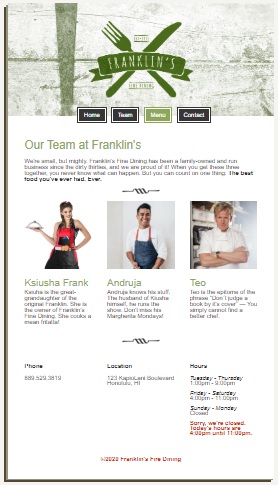 FRANKLIN'S
FINE DINING
Home Team Menu Contact
Our Team at Franklin's
We're small, but mighty. Franklin's Fine Dining has been a family-owned and run
business since the dirty thirties, and we are proud of it! When you get these three
together, you never know what can happen. But you can count on one thing: The best
food you've ever had. Ever.
Ksiusha Frank
Ksiuha is the great-
grandaughter of the
original Franklin. She is
the owner of Franklin's
Fine Dining. She cooks a
mean fritatta!
Andruja
Andruja knows his stuff.
The husband of Ksiusha,
he runs the show.
Don't miss his
Margherita Mondays!
Teo
Teo is the epitome of the
phrase "Don't judge a
book by it's cover" — You
simply cannot find a
better chef.
Phone
889.529.3819
Location
123 KapioLani Boulevard
Honolulu, HI
Hours
Tuesday - Thursday
1:00pm - 9:00pm
Friday - Saturday
4:00pm - 11:00pm
Sunday - Monday
Closed
Sorry, we're closed.
Today's hours are
4:00pm until 11:00pm.
©2020 Franklin's Fine Dining